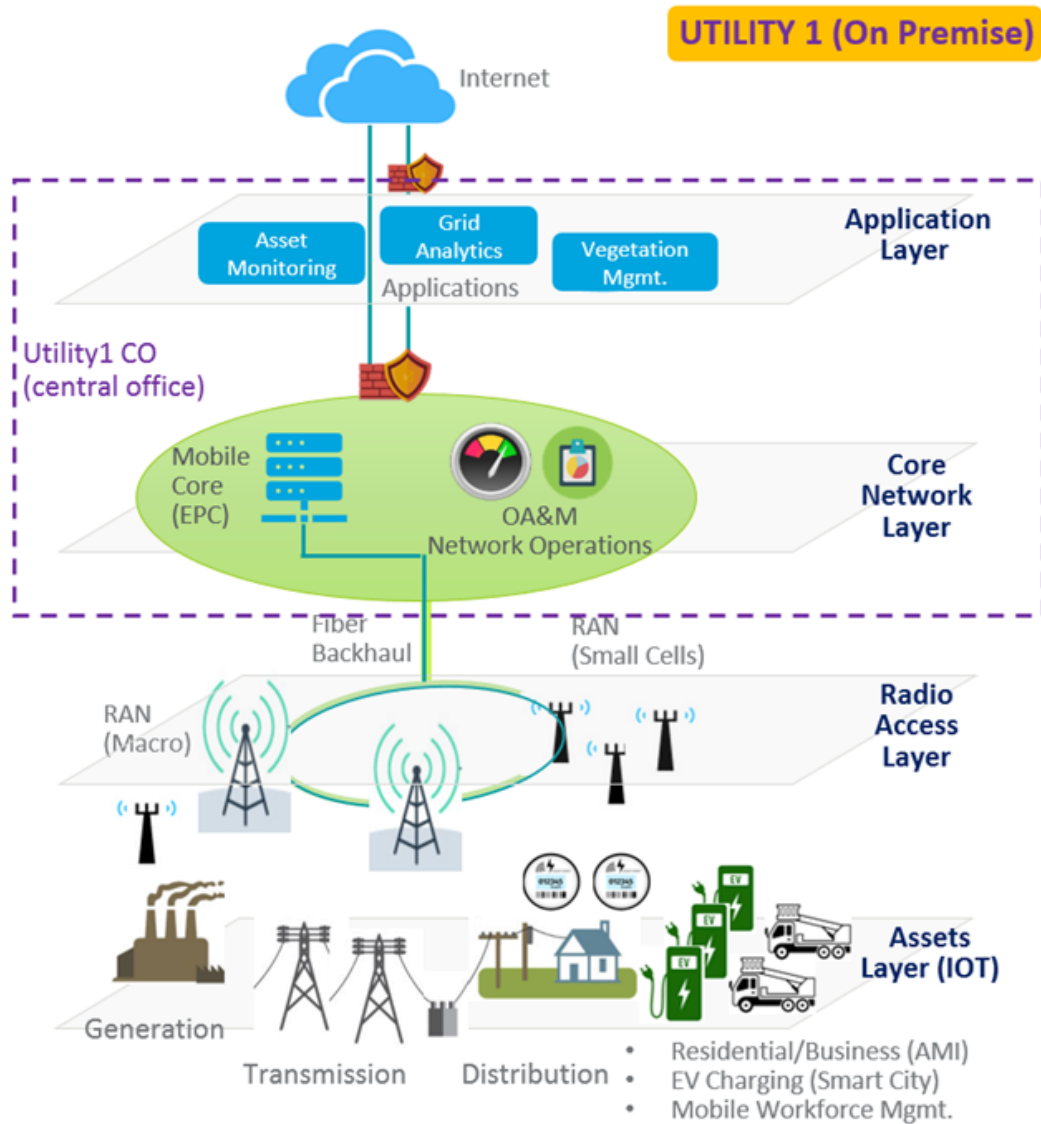 UTILITY 1 (On Premise)
Internet
Application
Layer
Asset
Monitoring
Grid
Analytics
Vegetation
Mgmt.
Applications
Utility1 CO
(central office)
Mobile
Core
(EPC)
OA&M
Network Operations
Core
Network
Layer
Fiber
Backhaul
RAN
(Small Cells)
RAN
(Macro)
Radio
Access
Layer
012345
012345
EV
EV
EV
Assets
Layer (IOT)
Generation
Transmission
Distribution
• Residential/Business (AMI)
• EV Charging (Smart City)
• Mobile Workforce Mgmt.